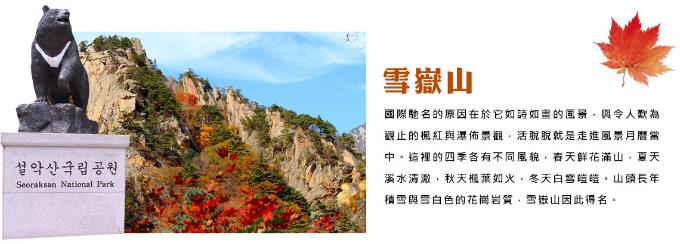 설악산국립공원
Seoraksan National Park
雪嶽山
國際馳名的原因在於它如詩如畫的風景，與令人歎為
觀止的楓紅與瀑佈景觀，活脫脫就是走進風景月曆當
中。這裡的四季各有不同風貌，春天鮮花滿山，夏天
溪水清澈，秋天楓葉如火，冬天白雪皚皚。山頭長年
積雪與雪白色的花崗岩質，雪嶽山因此得名。